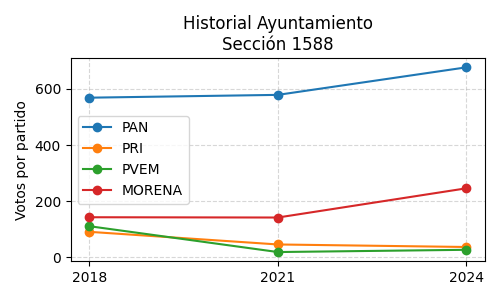 Historial Ayuntamiento
Sección 1588
Votos por partido
600
400
200
0
PAN
PRI
PVEM
MORENA
2018
2021
2024